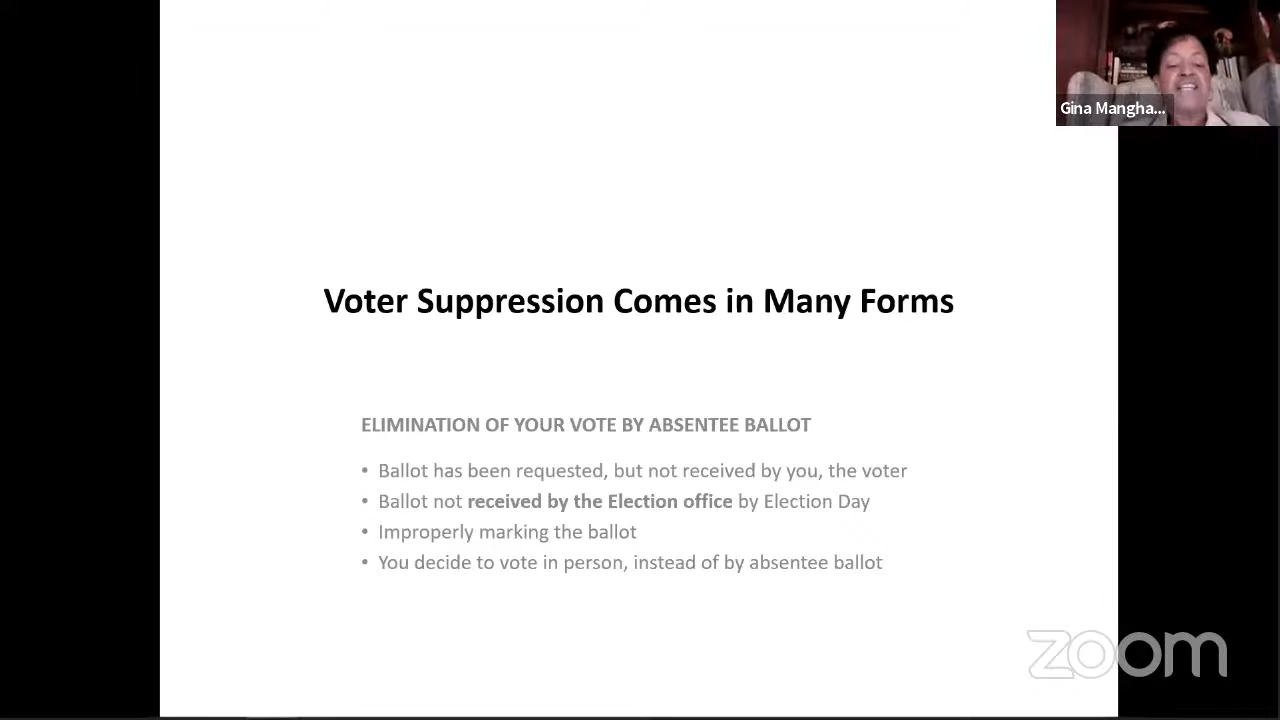 Gina Mangha...
Voter Suppression Comes in Many Forms
ELIMINATION OF YOUR VOTE BY ABSENTEE BALLOT
• Ballot has been requested, but not received by you, the voter
• Ballot not received by the Election office by Election Day
• Improperly marking the ballot
• You decide to vote in person, instead of by absentee ballot
zoom